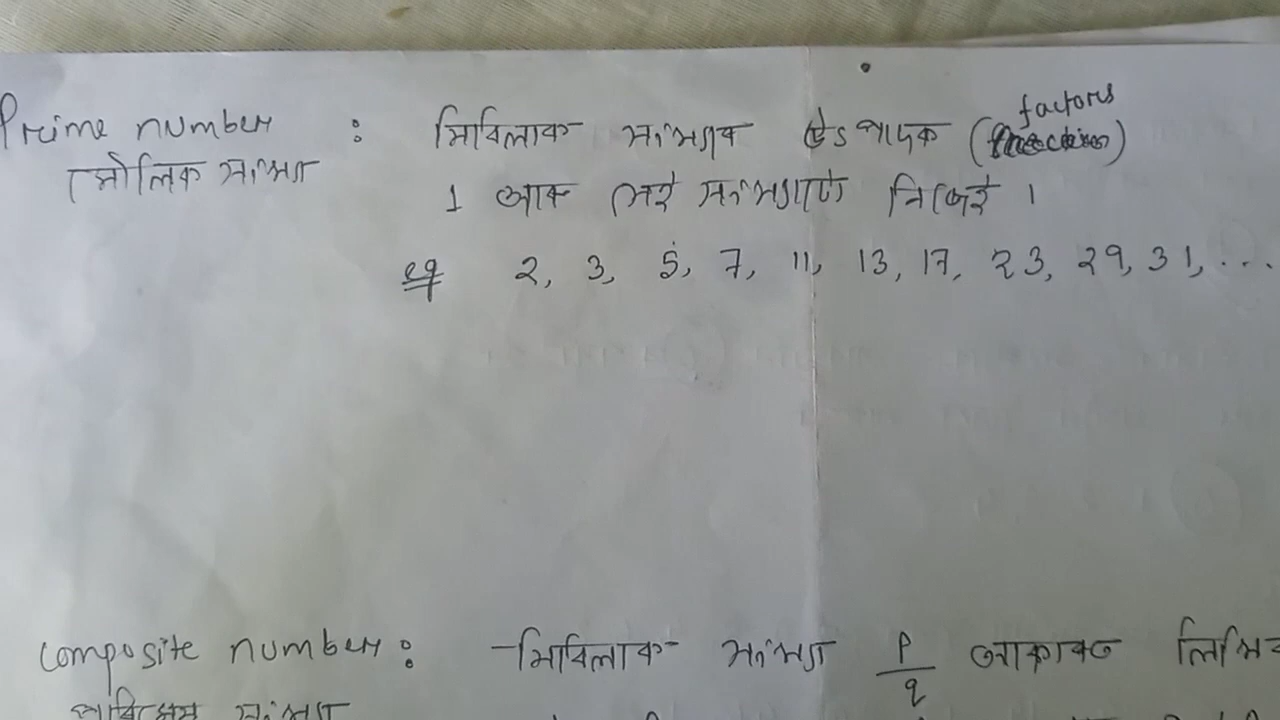 Prime number : যিবিলাক সংখ্যাৰ উৎপাদক (factors)
মৌলিক সংখ্যা 1 আৰু সেই সংখ্যাটো নিজেই ।
eg 2, 3, 5, 7, 11, 13, 17, 23, 29, 31, ...
composite number : যিবিলাক সংখ্যা p/q আকাৰত
সংখ্যা